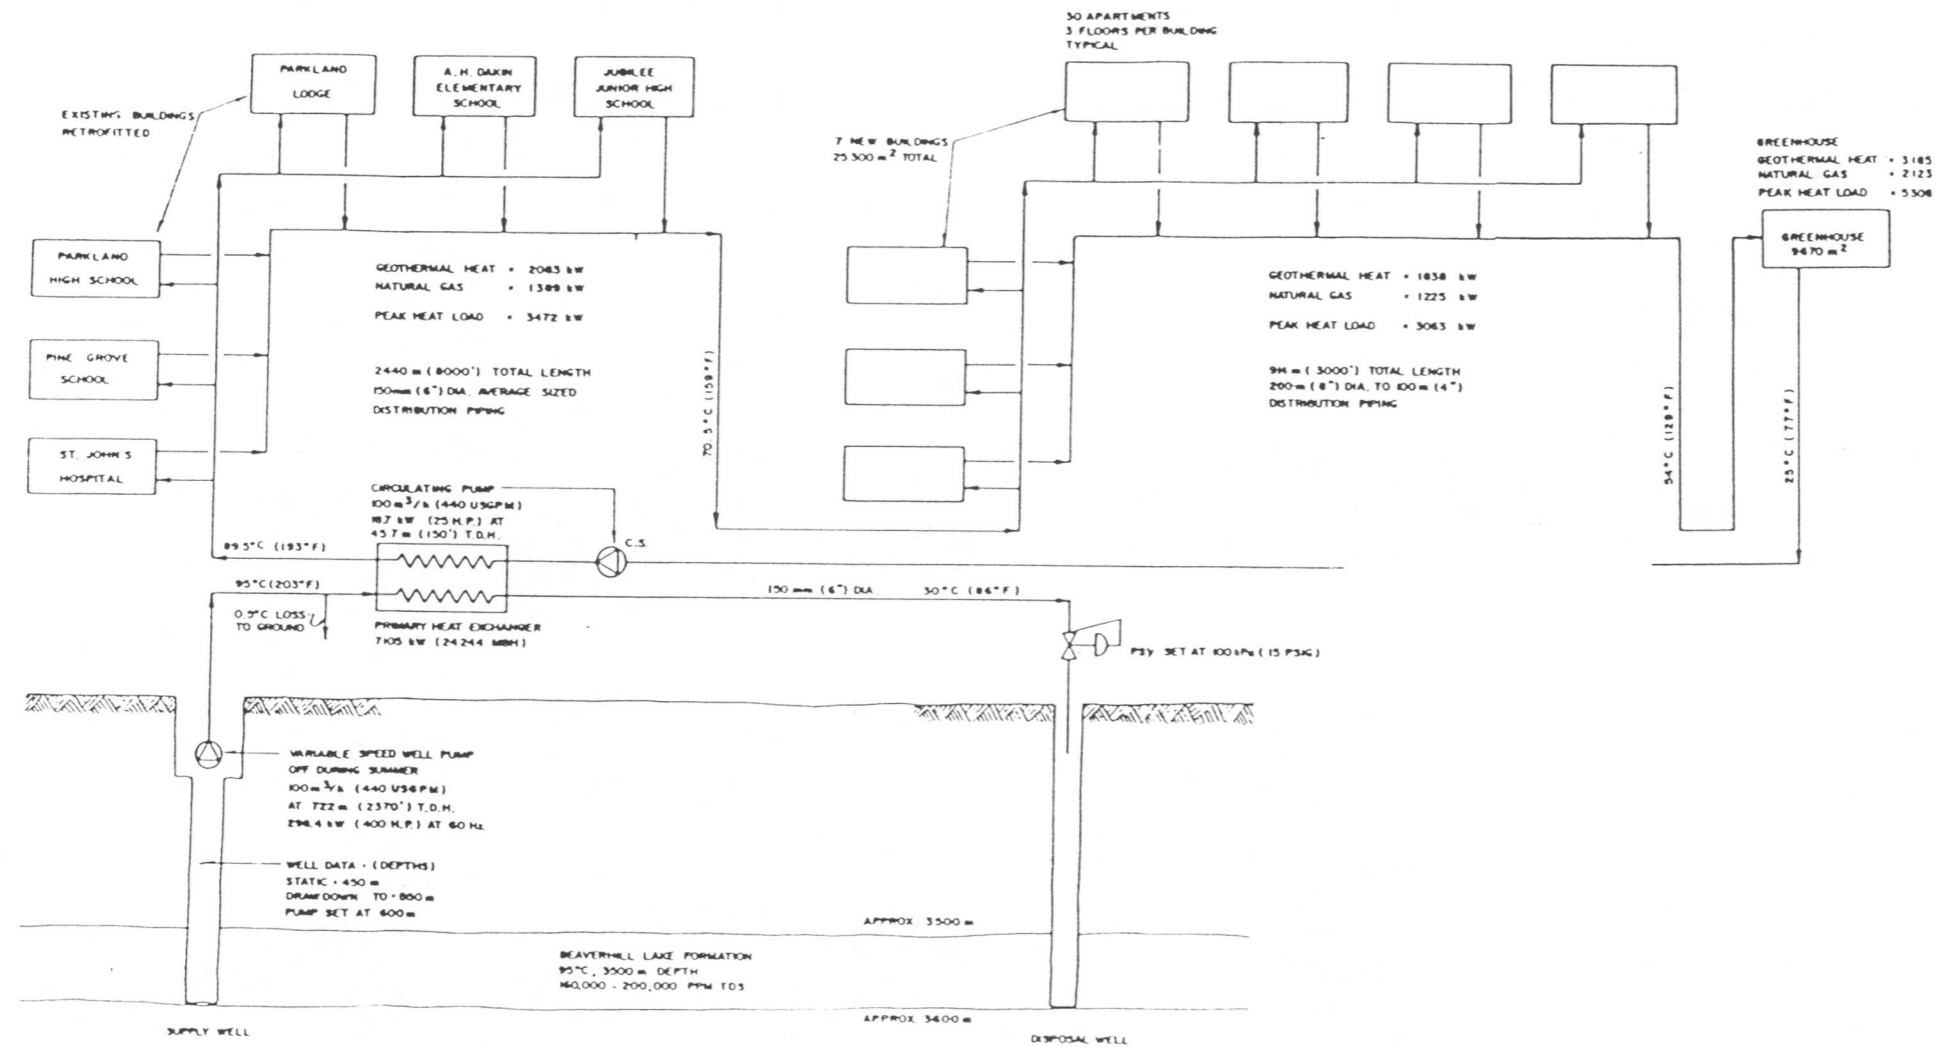 PARKLAND
LODGE
A.H. DAKIN
ELEMENTARY
SCHOOL
JUBILEE
JUNIOR HIGH
SCHOOL
EXISTING BUILDINGS
RETROFITTED
PARKLAND
HIGH SCHOOL
PINE GROVE
SCHOOL
ST. JOHN'S
HOSPITAL
GEOTHERMAL HEAT = 2083 kW
NATURAL GAS = 1389 kW
PEAK HEAT LOAD = 3472 kW
2440 m (8000') TOTAL LENGTH
150mm (6") DIA. AVERAGE SIZED
DISTRIBUTION PIPING
70.5°C (159°F)
30 APARTMENTS
3 FLOORS PER BUILDING
TYPICAL
7 NEW BUILDINGS
25300 m² TOTAL
GEOTHERMAL HEAT = 1838 kW
NATURAL GAS = 1225 kW
PEAK HEAT LOAD = 3063 kW
914 m (3000') TOTAL LENGTH
200 m (8") DIA. TO 100 m (4")
DISTRIBUTION PIPING
GREENHOUSE
GEOTHERMAL HEAT = 3185
NATURAL GAS = 2123
PEAK HEAT LOAD = 5308
GREENHOUSE
9470 m²
54°C (129°F)
25°C (77°F)
CIRCULATING PUMP
100 m³/h (440 USGPM)
18.7 kW (25 H.P.) AT
45.7 m (150') T.D.H.
C.S.
89.5°C (193°F)
95°C (203°F)
0.5°C LOSS
TO GROUND
PRIMARY HEAT EXCHANGER
7105 kW (24244 MBH)
150 mm (6") DIA. 30°C (86°F)
PSV SET AT 100 kPa (15 PSIG)
VARIABLE SPEED WELL PUMP
OFF DURING SUMMER
100 m³/h (440 USGPM)
AT 722 m (2370') T.D.H.
298.4 kW (400 H.P.) AT 60 Hz
WELL DATA - (DEPTHS)
STATIC - 450 m
DRAWDOWN TO
PUMP SET AT 600 m
APPROX. 3500 m
BEAVERHILL LAKE FORMATION
95°C, 3500 m DEPTH
160,000 - 200,000 PPM TDS
APPROX. 3600 m
SUPPLY WELL
DISPOSAL WELL